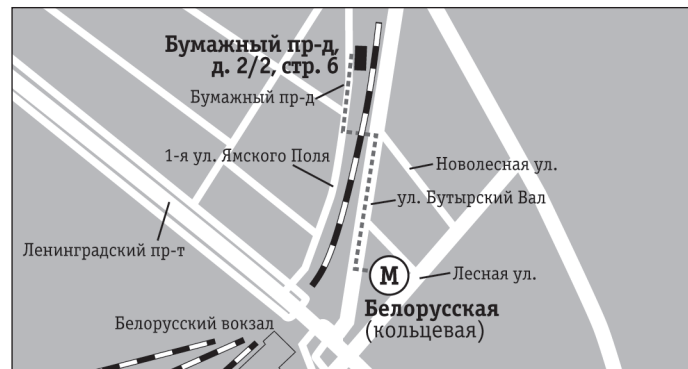 Бумажный пр-д,
д. 2/2, стр. 6
Бумажный пр-д
1-я ул. Ямского Поля
Новолесная ул.
ул. Бутырский Вал
Ленинградский пр-т
М
Лесная ул.
Белорусская
(кольцевая)
Белорусский вокзал